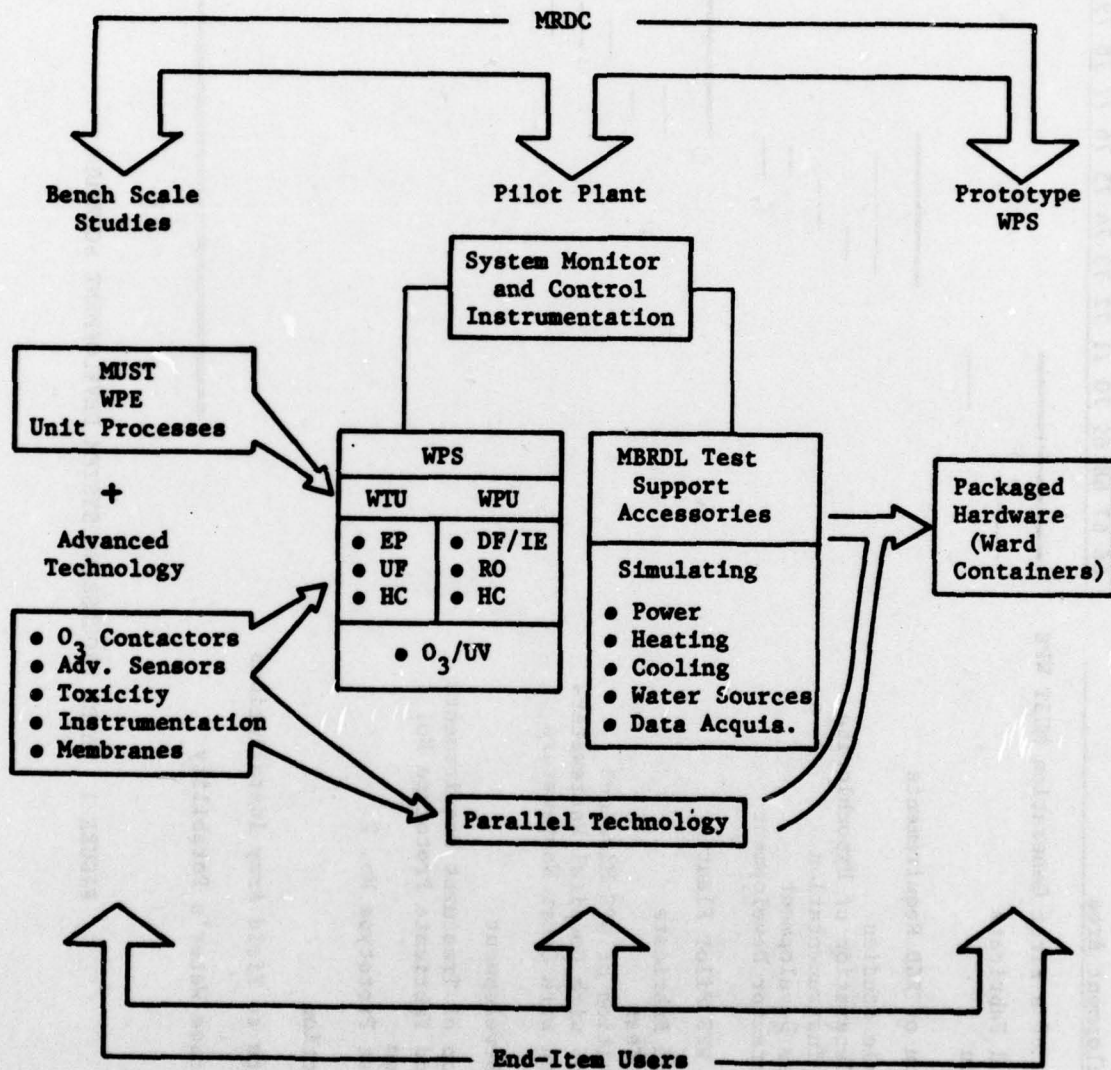 MRDC
Bench Scale
Studies
Pilot Plant
Prototype
WPS
System Monitor
and Control
Instrumentation
MUST
WPE
Unit Processes
+
Advanced
Technology
● O3 Contactors
● Adv. Sensors
● Toxicity
● Instrumentation
● Membranes
WPS
WTU
WPU
● EP
● UF
● HC
● DF/IE
● RO
● HC
● O3/UV
MBRDL Test
Support
Accessories
Simulating
● Power
● Heating
● Cooling
● Water Sources
● Data Acquis.
Packaged
Hardware
(Ward
Containers)
Parallel Technology
End-Item Users